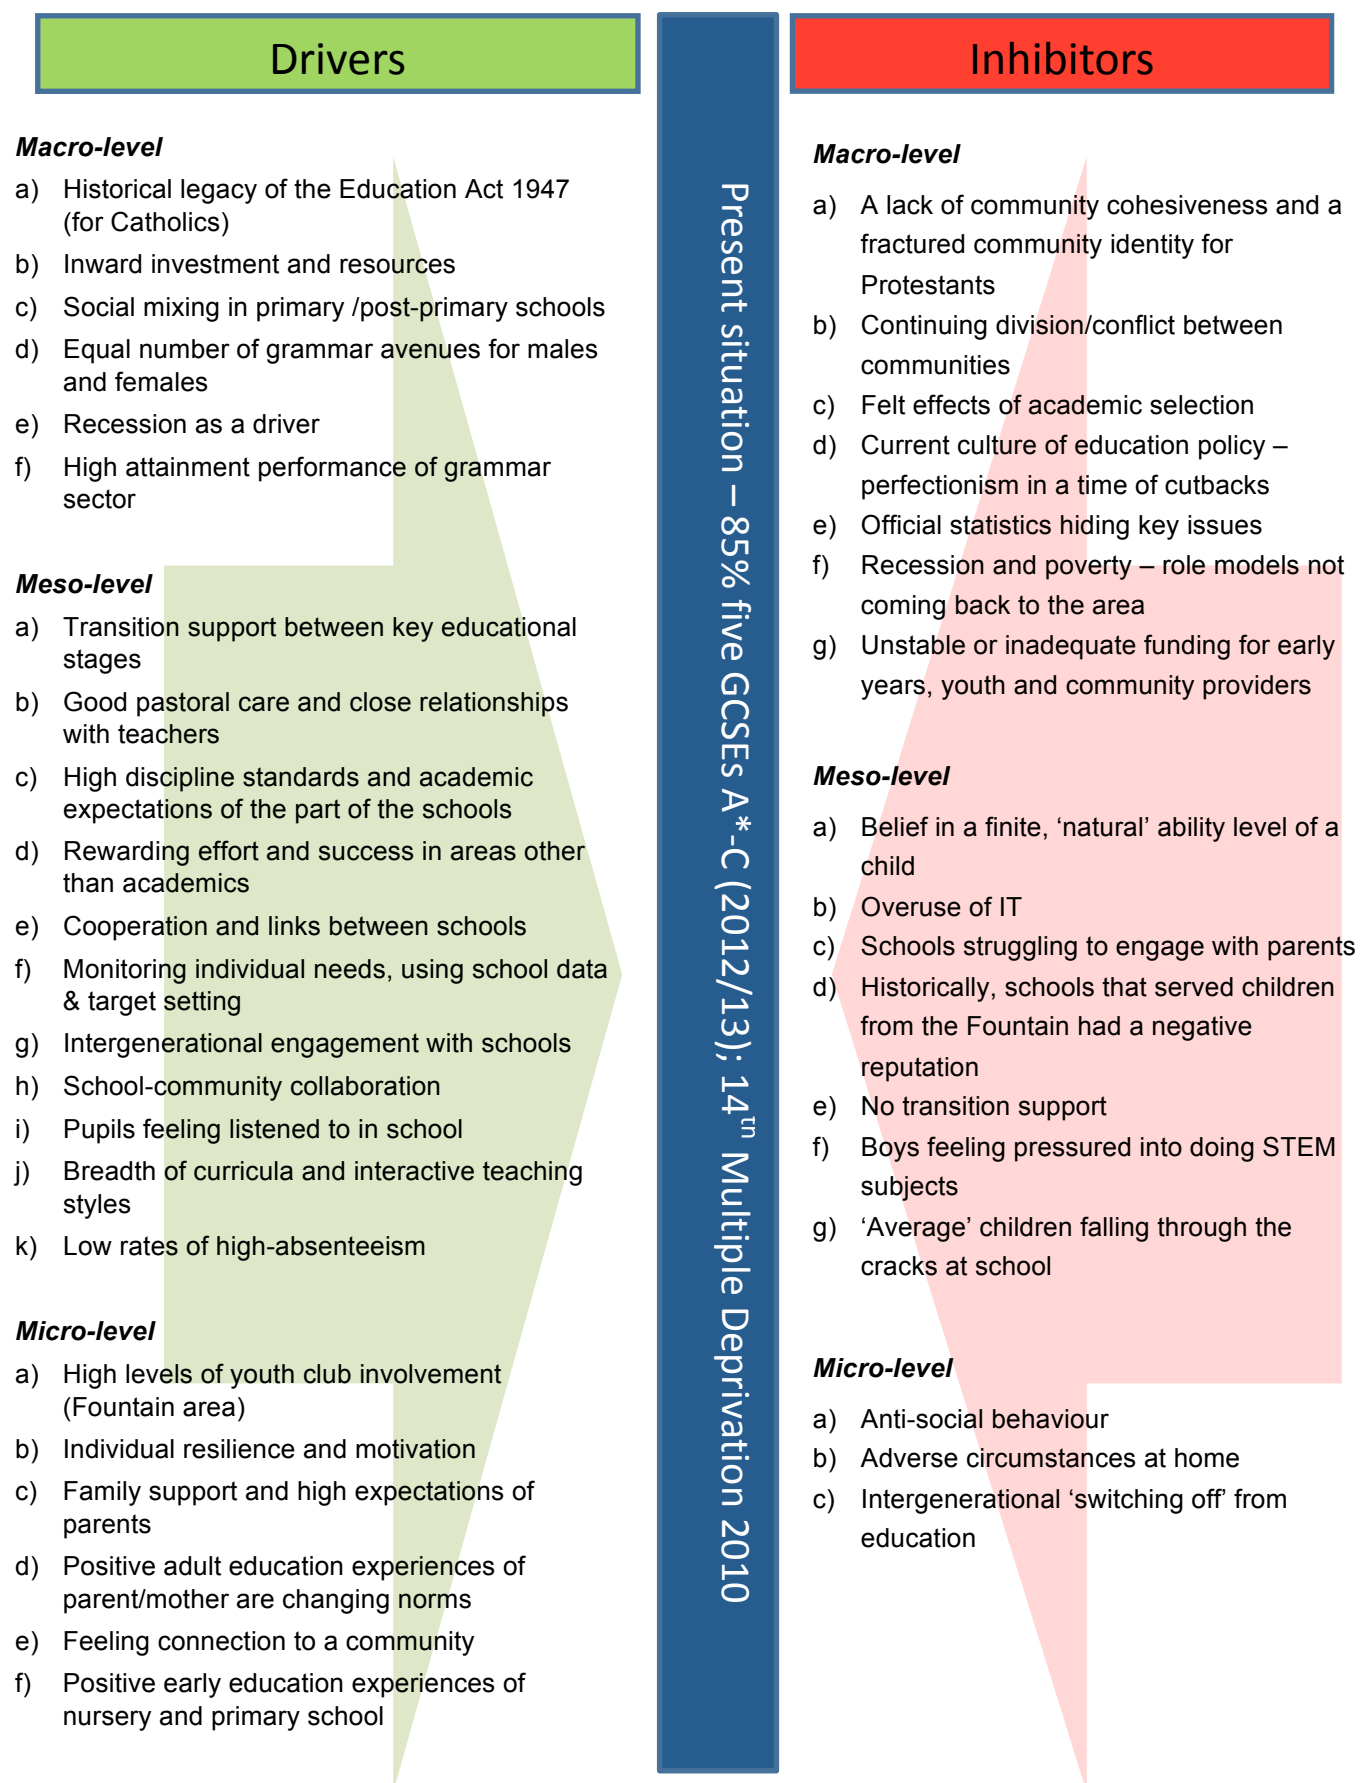 Drivers
Macro-level
a) Historical legacy of the Education Act 1947
(for Catholics)
b) Inward investment and resources
c) Social mixing in primary /post-primary schools
d) Equal number of grammar avenues for males
and females
e) Recession as a driver
f) High attainment performance of grammar
sector
Meso-level
a) Transition support between key educational
stages
b) Good pastoral care and close relationships
with teachers
c) High discipline standards and academic
expectations of the part of the schools
d) Rewarding effort and success in areas other
than academics
e) Cooperation and links between schools
f) Monitoring individual needs, using school data
& target setting
g) Intergenerational engagement with schools
h) School-community collaboration
i) Pupils feeling listened to in school
j) Breadth of curricula and interactive teaching
styles
k) Low rates of high-absenteeism
Micro-level
a) High levels of youth club involvement
(Fountain area)
b) Individual resilience and motivation
c) Family support and high expectations of
parents
d) Positive adult education experiences of
parent/mother are changing norms
e) Feeling connection to a community
f) Positive early education experiences of
nursery and primary school
Present situation – 85% five GCSEs A*-C (2012/13); 14th Multiple Deprivation 2010
Inhibitors
Macro-level
a) A lack of community cohesiveness and a
fractured community identity for
Protestants
b) Continuing division/conflict between
communities
c) Felt effects of academic selection
d) Current culture of education policy –
perfectionism in a time of cutbacks
e) Official statistics hiding key issues
f) Recession and poverty – role models not
coming back to the area
g) Unstable or inadequate funding for early
years, youth and community providers
Meso-level
a) Belief in a finite, ‘natural’ ability level of a
child
b) Overuse of IT
c) Schools struggling to engage with parents
d) Historically, schools that served children
from the Fountain had a negative
reputation
e) No transition support
f) Boys feeling pressured into doing STEM
subjects
g) ‘Average’ children falling through the
cracks at school
Micro-level
a) Anti-social behaviour
b) Adverse circumstances at home
c) Intergenerational ‘switching off’ from
education